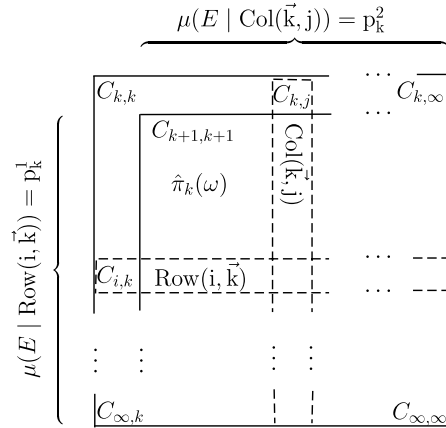 μ(E | Col(k⃗, j)) = p_k^2
C_{k,k} C_{k,j} ⋯ C_{k,∞}
C_{k+1,k+1} ⋯
Col(k⃗, j)
π̂_k(ω)
μ(E | Row(i, k⃗)) = p_k^1
C_{i,k} Row(i, k⃗) ⋯
⋯
⋮ ⋮ ⋮ ⋮ ⋮
C_{∞,k} C_{∞,∞}